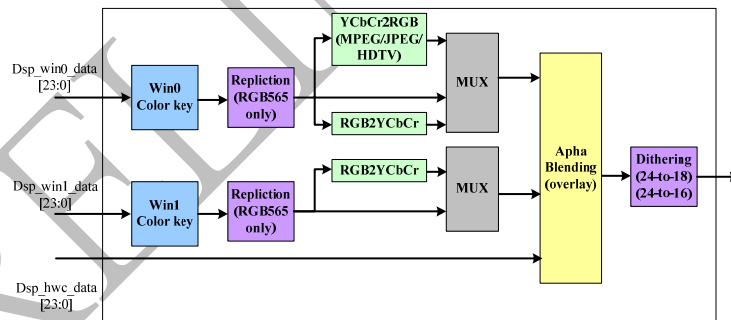 YCbCr2RGB
(MPEG/JPEG/
HDTV)
Dsp_win0_data
[23:0]
Win0
Color key
Repliction
(RGB565
only)
MUX
RGB2YCbCr
Apha
Blending
(overlay)
Dithering
(24-to-18)
(24-to-16)
RGB2YCbCr
Dsp_win1_data
[23:0]
Win1
Color key
Repliction
(RGB565
only)
MUX
Dsp_hwc_data
[23:0]